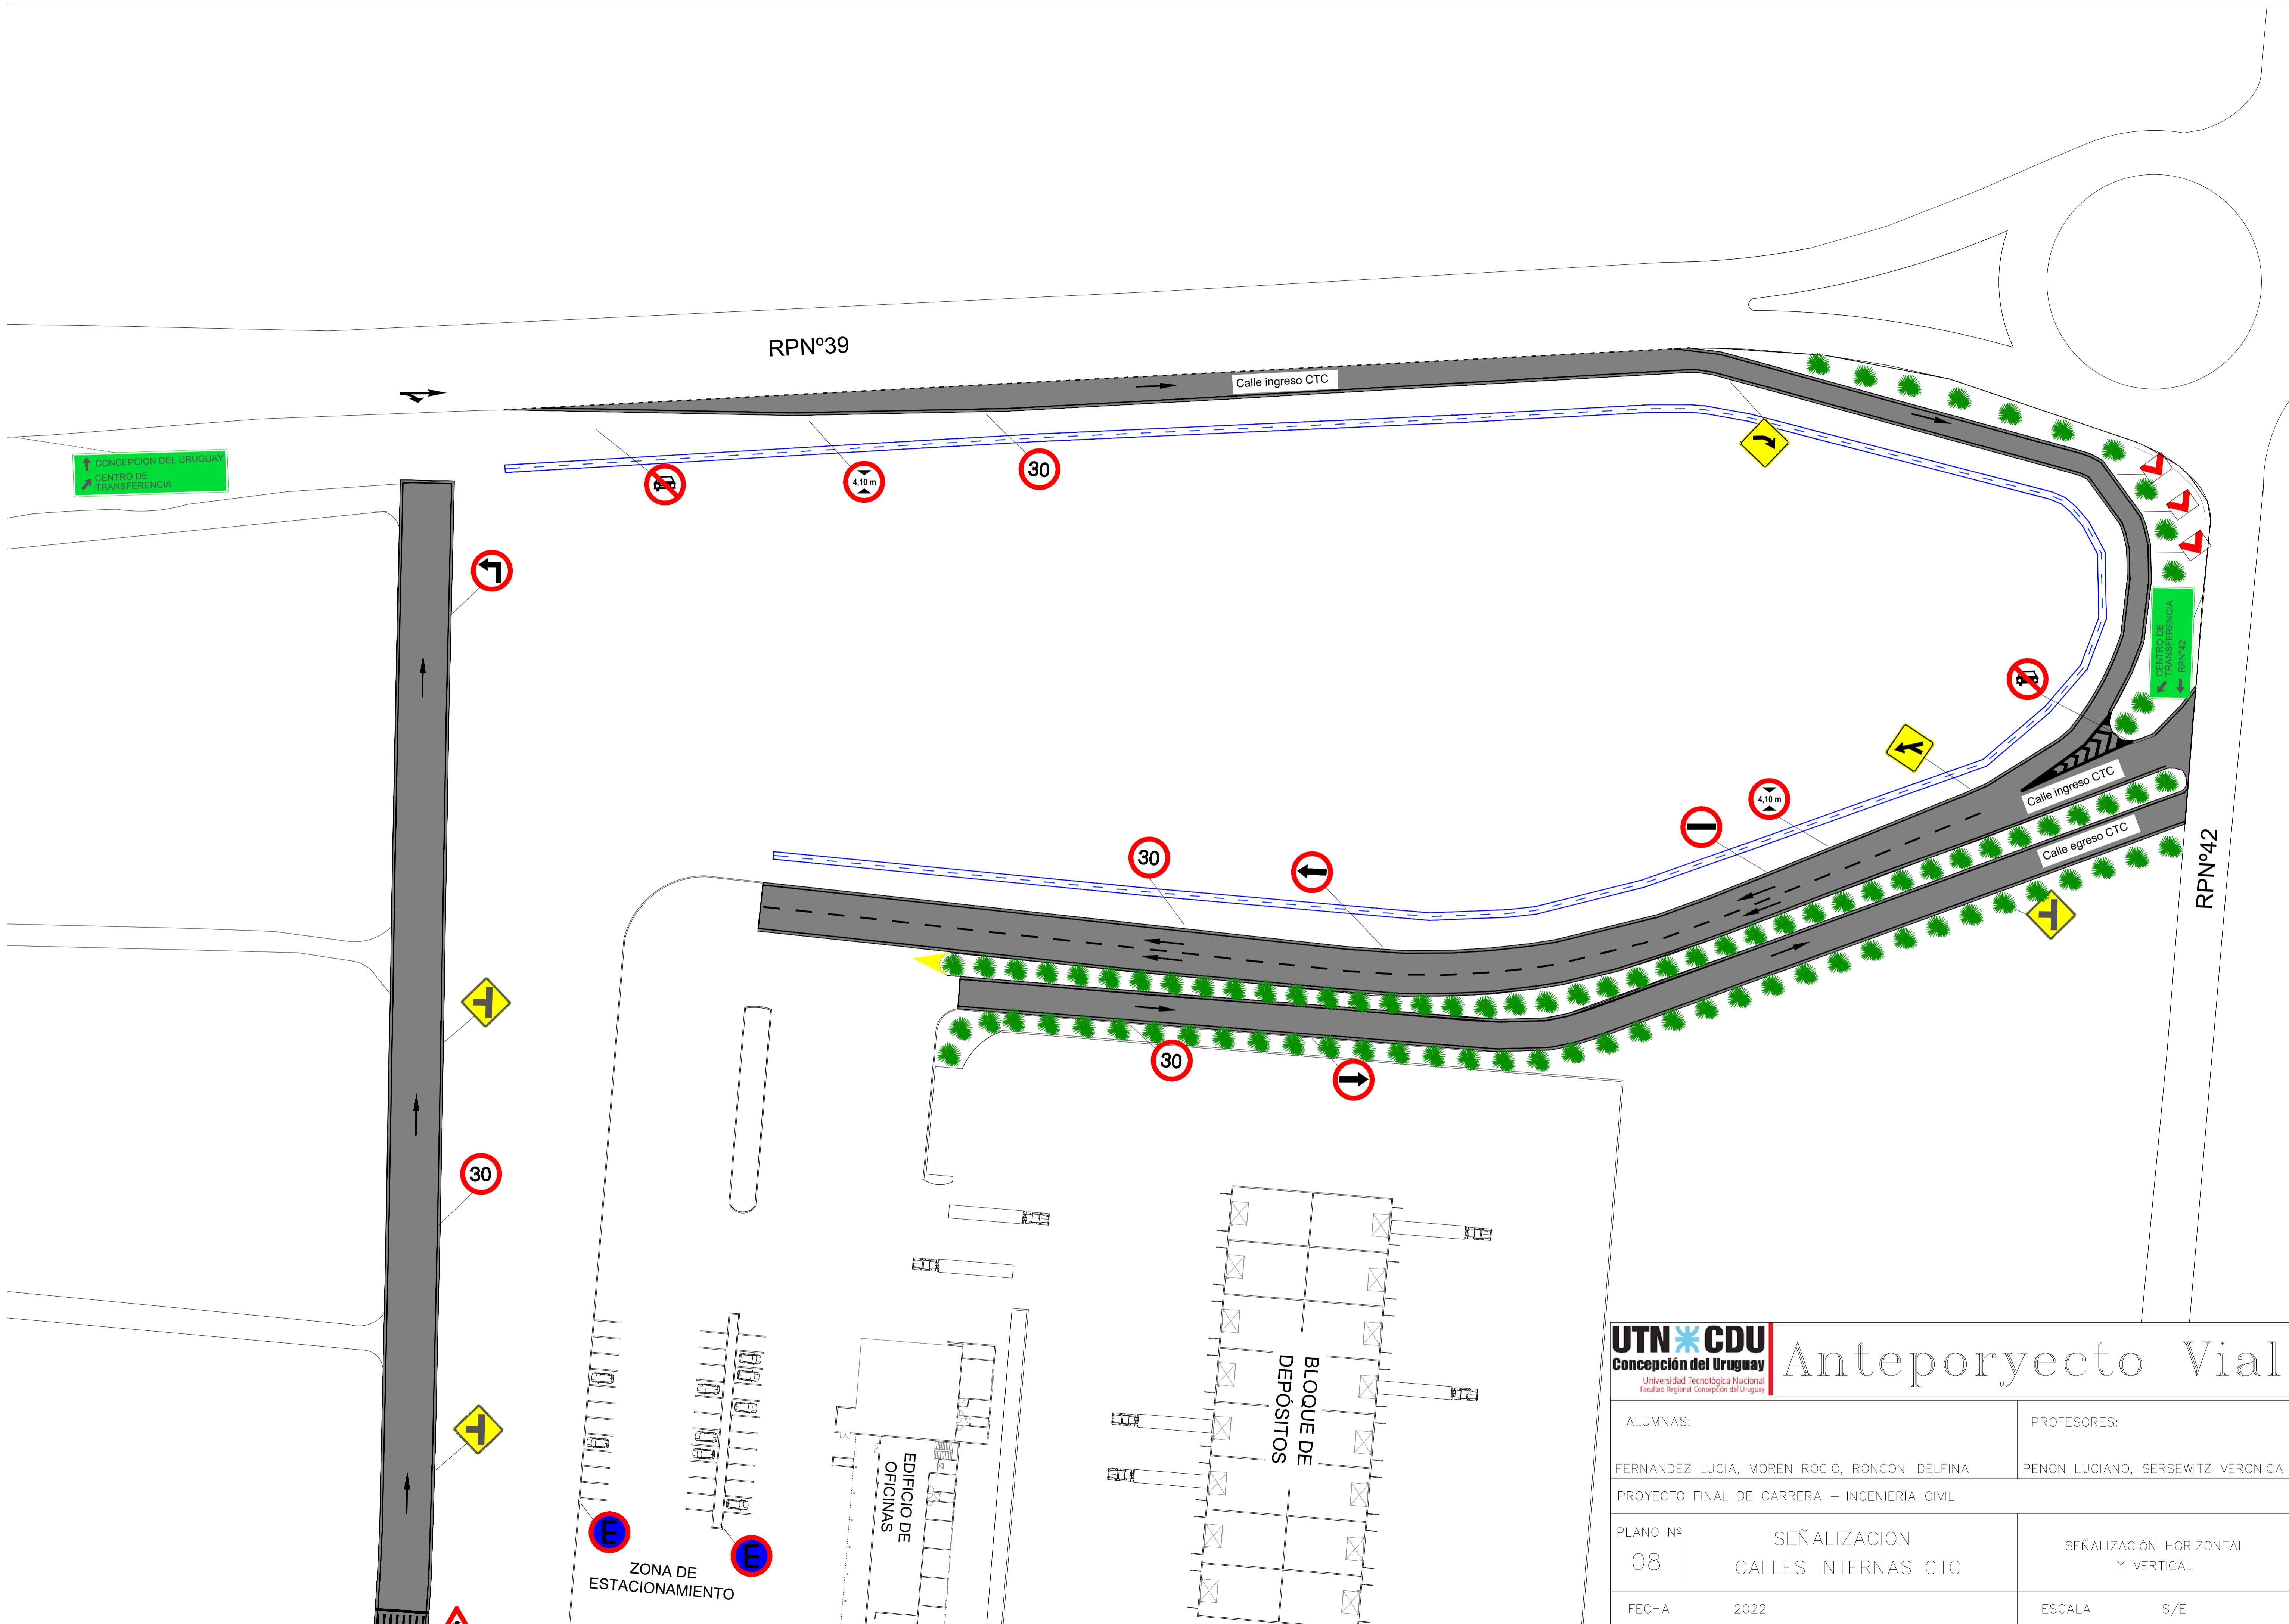 RPNº39
Calle ingreso CTC
CONCEPCION DEL URUGUAY
CENTRO DE
TRANSFERENCIA
4,10 m
30
CENTRO DE
TRANSFERENCIA
RPNº42
4,10 m
Calle ingreso CTC
Calle egreso CTC
RPNº42
30
30
30
BLOQUE DE
DEPÓSITOS
EDIFICIO DE
OFICINAS
E
E
ZONA DE
ESTACIONAMIENTO
UTN CDU
Concepción del Uruguay
Universidad Tecnológica Nacional
Facultad Regional Concepción del Uruguay
Anteporyecto Vial
ALUMNAS:
PROFESORES:
FERNANDEZ LUCIA, MOREN ROCIO, RONCONI DELFINA
PENON LUCIANO, SERSEWITZ VERONICA
PROYECTO FINAL DE CARRERA – INGENIERÍA CIVIL
PLANO Nº
08
SEÑALIZACION
CALLES INTERNAS CTC
SEÑALIZACIÓN HORIZONTAL
Y VERTICAL
FECHA 2022
ESCALA S/E